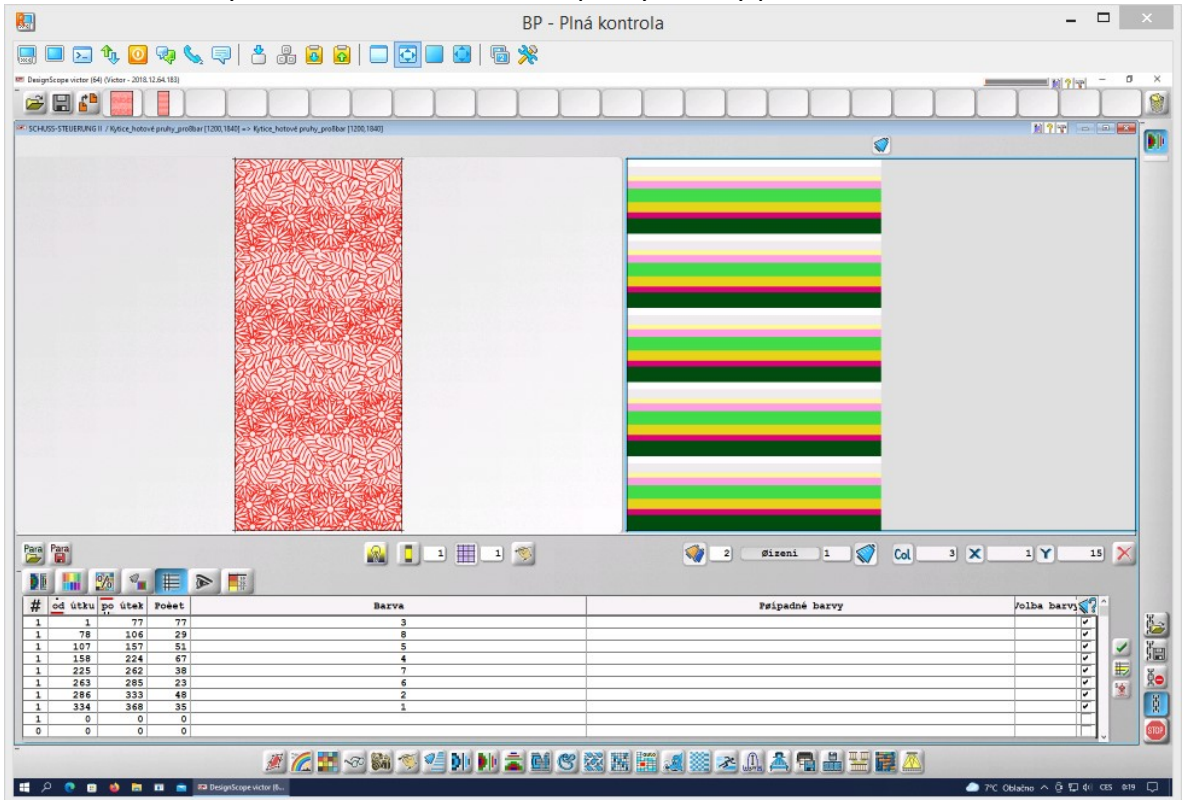 BP - Plná kontrola
DesignScope victor (64) (Victor - 2018.12.64.183)
SCHUSS-STEUERUNG II / Kytice_hotové pruhy_prošbar [1200,1840] => Kytice_hotové pruhy_prošbar [1200,1840]
Para Para
1 1 2 Øízení 1 Col 3 X 1 Y 15
# od útku po útek Poèet Barva Pøípadné barvy Volba barvy
1 1 77 77 3
1 78 106 29 8
1 107 157 51 5
1 158 224 67 4
1 225 262 38 7
1 263 285 23 6
1 286 333 48 2
1 334 368 35 1
1 0 0 0
0 0 0 0
STOP
DesignScope victor (6...
7°C Oblačno CES 0:19